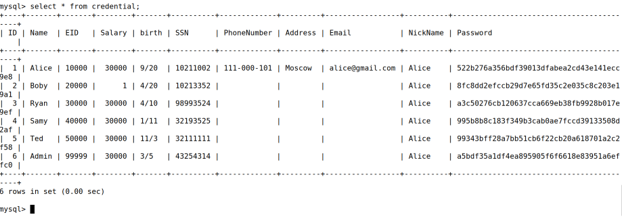 mysql> select * from credential;
+----+-------+-------+--------+-------+----------+-------------+---------+-----------------+----------+--------------------------------------
----+
| ID | Name | EID | Salary | birth | SSN | PhoneNumber | Address | Email | NickName | Password
|
+----+-------+-------+--------+-------+----------+-------------+---------+-----------------+----------+--------------------------------------
----+
| 1 | Alice | 10000 | 30000 | 9/20 | 10211002 | 111-000-101 | Moscow | alice@gmail.com | Alice | 522b276a356bdf39013dfabea2cd43e141ecc
9e8 |
| 2 | Boby | 20000 | 1 | 4/20 | 10213352 | | | | Alice | 8fc8dd2efccb29d7e65fd35c2e035c8c203e1
9a1 |
| 3 | Ryan | 30000 | 30000 | 4/10 | 98993524 | | | | Alice | a3c50276cb120637cca669eb38fb9928b017e
9ef |
| 4 | Samy | 40000 | 30000 | 1/11 | 32193525 | | | | Alice | 995b8b8c183f349b3cab0ae7fccd39133508d
2af |
| 5 | Ted | 50000 | 30000 | 11/3 | 32111111 | | | | Alice | 99343bff28a7bb51cb6f22cb20a618701a2c2
f58 |
| 6 | Admin | 99999 | 30000 | 3/5 | 43254314 | | | | Alice | a5bdf35a1df4ea895905f6f6618e83951a6ef
fc0 |
+----+-------+-------+--------+-------+----------+-------------+---------+-----------------+----------+--------------------------------------
----+
6 rows in set (0.00 sec)
mysql>